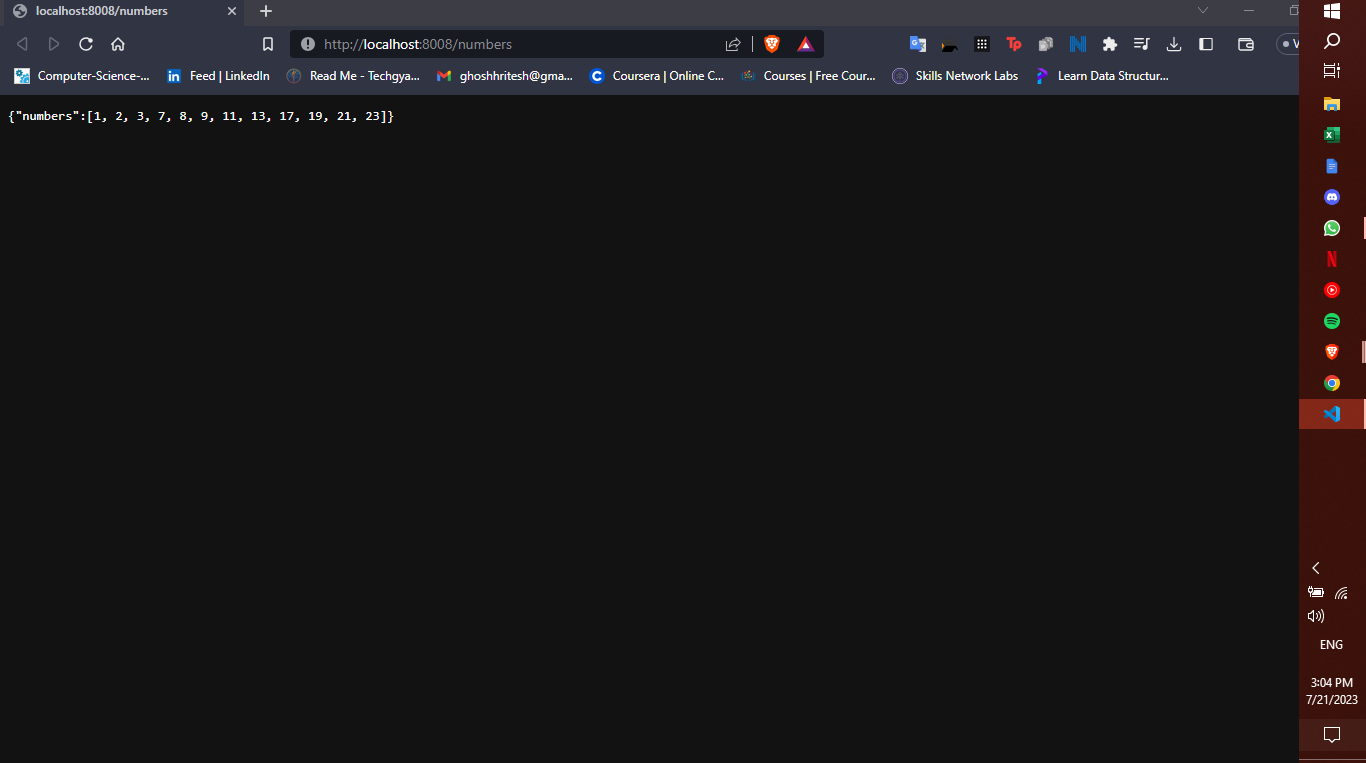 localhost:8008/numbers
http://localhost:8008/numbers
Computer-Science-...
Feed | LinkedIn
Read Me - Techgya...
ghoshhritesh@gma...
Coursera | Online C...
Courses | Free Cour...
Skills Network Labs
Learn Data Structur...
{"numbers":[1, 2, 3, 7, 8, 9, 11, 13, 17, 19, 21, 23]}
ENG
3:04 PM
7/21/2023